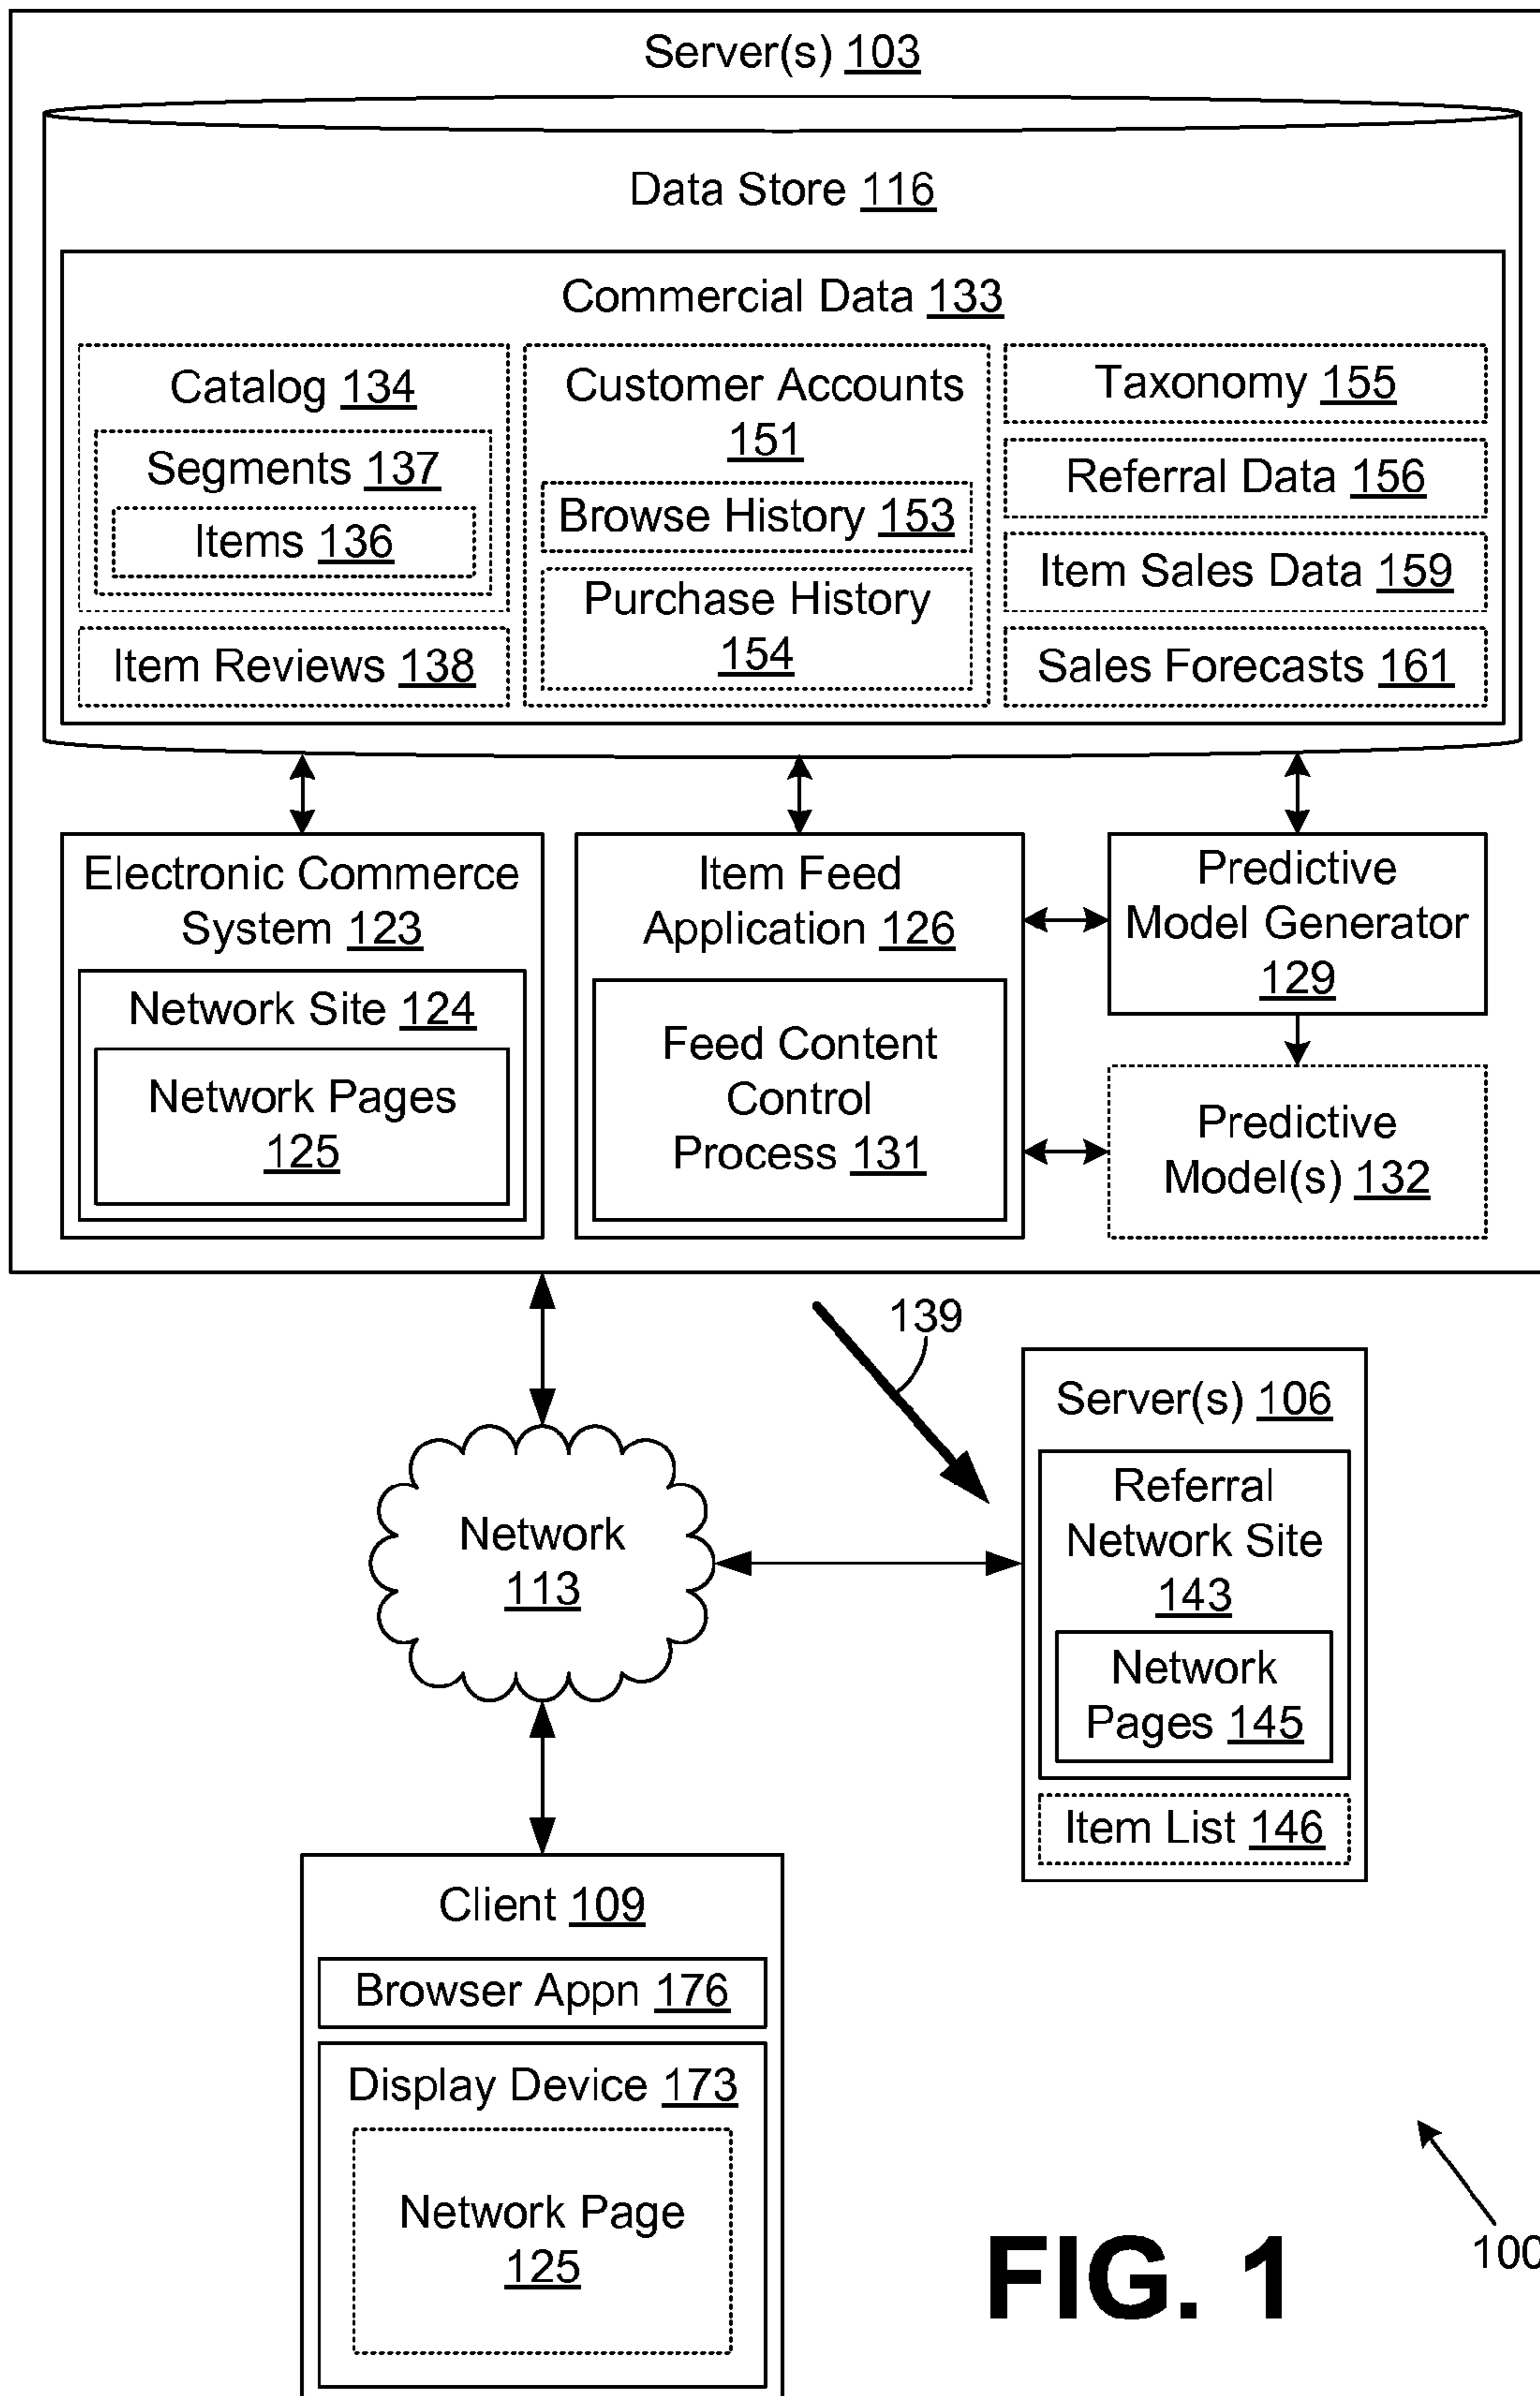 Server(s) 103
Data Store 116
Commercial Data 133
Catalog 134
Segments 137
Items 136
Item Reviews 138
Customer Accounts
151
Browse History 153
Purchase History
154
Taxonomy 155
Referral Data 156
Item Sales Data 159
Sales Forecasts 161
Electronic Commerce
System 123
Network Site 124
Network Pages
125
Item Feed
Application 126
Feed Content
Control
Process 131
Predictive
Model Generator
129
Predictive
Model(s) 132
139
Server(s) 106
Referral
Network Site
143
Network
Pages 145
Item List 146
Network
113
Client 109
Browser Appn 176
Display Device 173
Network Page
125
FIG. 1
100